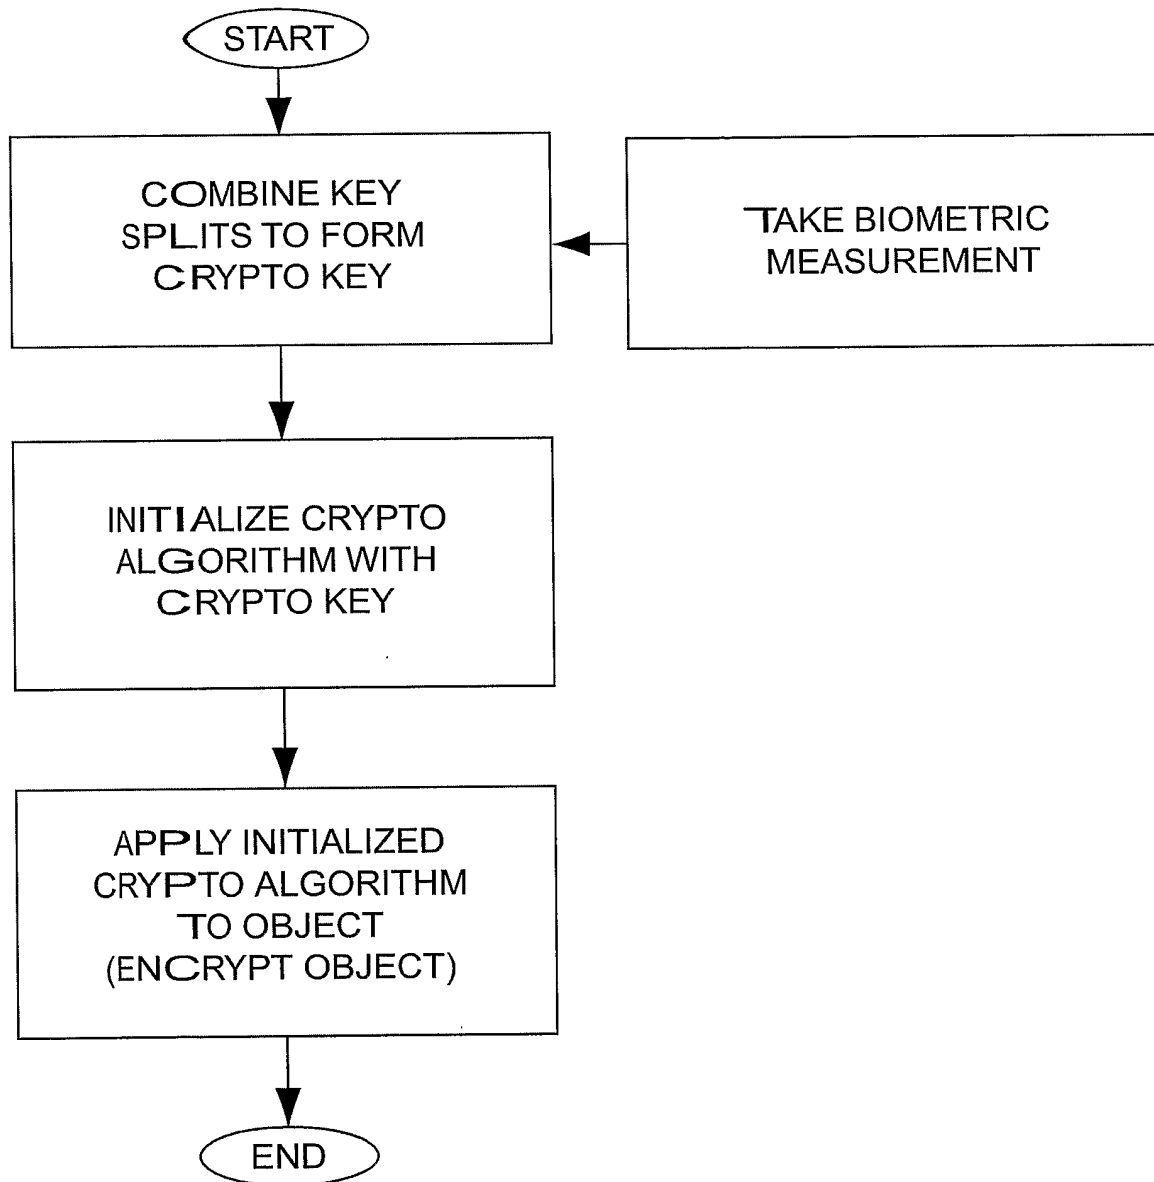 START
COMBINE KEY
SPLITS TO FORM
CRYPTO KEY
TAKE BIOMETRIC
MEASUREMENT
INITIALIZE CRYPTO
ALGORITHM WITH
CRYPTO KEY
APPLY INITIALIZED
CRYPTO ALGORITHM
TO OBJECT
(ENCRYPT OBJECT)
END